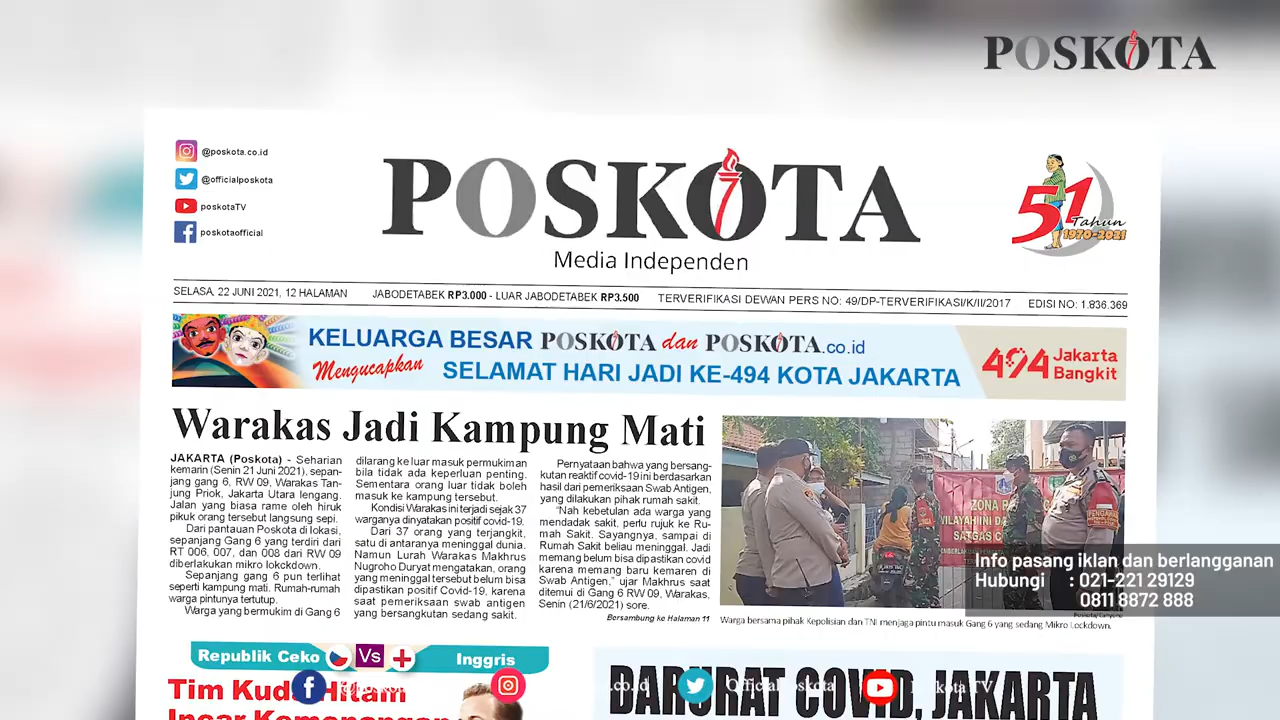 POSKOTA
@poskota.co.id
@officialposkota
poskotaTV
poskotaofficial
POSKOTA
Media Independen
51
Tahun
1970-2021
SELASA, 22 JUNI 2021, 12 HALAMAN
JABODETABEK RP3.000 - LUAR JABODETABEK RP3.500
TERVERIFIKASI DEWAN PERS NO: 49/DP-TERVERIFIKASI/K/II/2017
EDISI NO: 1.836.369
KELUARGA BESAR POSKOTA dan POSKOTA.co.id
Mengucapkan SELAMAT HARI JADI KE-494 KOTA JAKARTA
494 Jakarta
Bangkit
Warakas Jadi Kampung Mati
JAKARTA (Poskota) - Seharian
kemarin (Senin 21 Juni 2021), sepan-
jang gang 6, RW 09, Warakas Tan-
jung Priok, Jakarta Utara lengang.
Jalan yang biasa rame oleh hiruk
pikuk orang tersebut langsung sepi.
Dari pantauan Poskota di lokasi,
sepanjang Gang 6 yang terdiri dari
RT 006, 007, dan 008 dari RW 09
diberlakukan mikro lokckdown.
Sepanjang gang 6 pun terlihat
seperti kampung mati. Rumah-rumah
warga pintunya tertutup.
Warga yang bermukim di Gang 6
dilarang keluar masuk permukiman
bila tidak ada keperluan penting.
Sementara orang luar tidak boleh
masuk ke kampung tersebut.
Kondisi Warakas ini terjadi sejak 37
warganya dinyatakan positif covid-19.
Dari 37 orang yang terjangkit,
satu di antaranya meninggal dunia.
Namun Lurah Warakas Makhrus
Nugroho Duryat mengatakan, orang
yang meninggal tersebut belum bisa
dipastikan positif Covid-19, karena
saat pemeriksaan swab antigen
yang bersangkutan sedang sakit.
Pernyataan bahwa yang bersang-
kutan reaktif covid-19 ini berdasarkan
hasil dari pemeriksaan Swab Antigen,
yang dilakukan pihak rumah sakit.
"Nah kebetulan ada warga yang
mendadak sakit, perlu rujuk ke Ru-
mah Sakit. Sayangnya, sampai di
Rumah Sakit beliau meninggal. Jadi
memang belum bisa dipastikan covid
karena memang baru kemaren di
Swab Antigen," ujar Makhrus saat
ditemui di Gang 6 RW 09, Warakas,
Senin (21/6/2021) sore.
Bersambung ke Halaman 11
ZONA
WILAYAH INI DA
SATGAS CO
Warga bersama pihak Kepolisian dan TNI menjaga pintu masuk Gang 6 yang sedang Mikro Lockdown.
Info pasang iklan dan berlangganan
Hubungi : 021-221 29129
0811 8872 888
Republik Ceko Vs Inggris
Tim Kuda Hitam
Incar Kemenangan
DARURAT COVID, JAKARTA
Officialposkota
Poskota TV